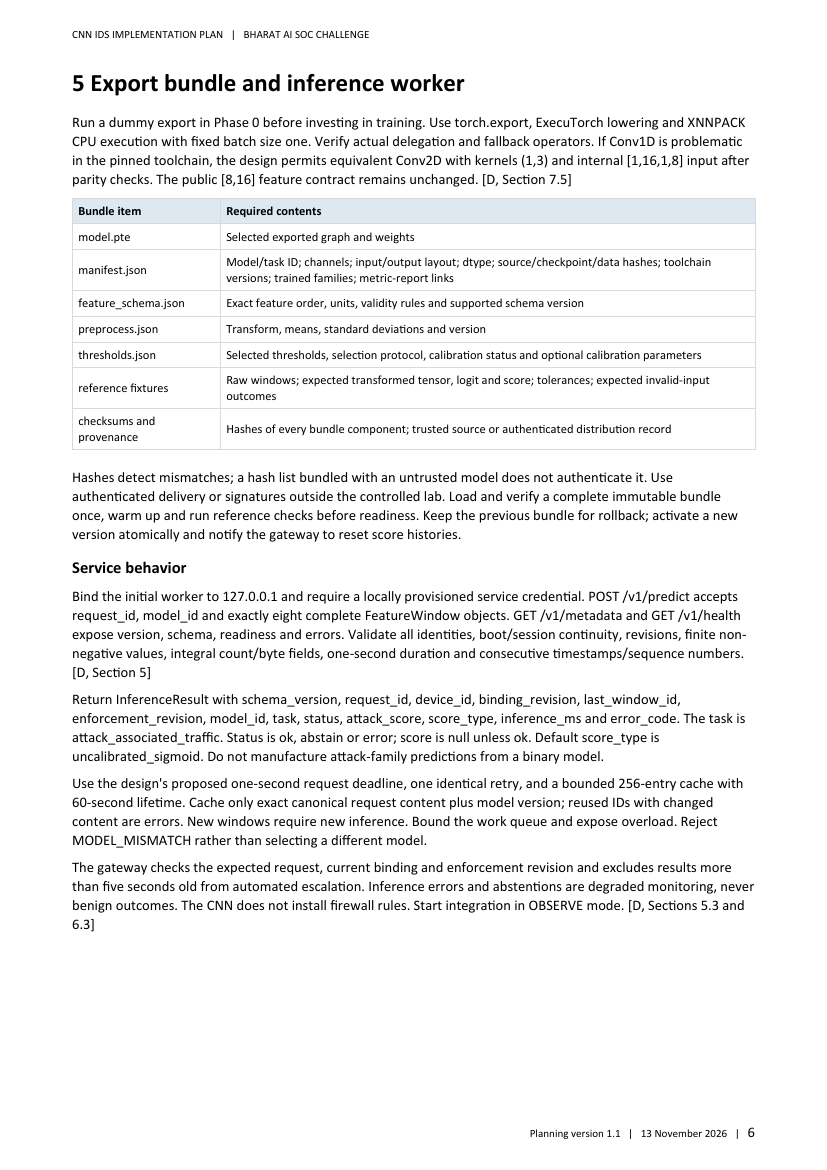 CNN IDS IMPLEMENTATION PLAN | BHARAT AI SOC CHALLENGE
5 Export bundle and inference worker
Run a dummy export in Phase 0 before investing in training. Use torch.export, ExecuTorch lowering and XNNPACK
CPU execution with fixed batch size one. Verify actual delegation and fallback operators. If Conv1D is problematic
in the pinned toolchain, the design permits equivalent Conv2D with kernels (1,3) and internal [1,16,1,8] input after
parity checks. The public [8,16] feature contract remains unchanged. [D, Section 7.5]
Bundle item Required contents
model.pte Selected exported graph and weights
manifest.json Model/task ID; channels; input/output layout; dtype; source/checkpoint/data hashes; toolchain
versions; trained families; metric-report links
feature_schema.json Exact feature order, units, validity rules and supported schema version
preprocess.json Transform, means, standard deviations and version
thresholds.json Selected thresholds, selection protocol, calibration status and optional calibration parameters
reference fixtures Raw windows; expected transformed tensor, logit and score; tolerances; expected invalid-input
outcomes
checksums and
provenance Hashes of every bundle component; trusted source or authenticated distribution record
Hashes detect mismatches; a hash list bundled with an untrusted model does not authenticate it. Use
authenticated delivery or signatures outside the controlled lab. Load and verify a complete immutable bundle
once, warm up and run reference checks before readiness. Keep the previous bundle for rollback; activate a new
version atomically and notify the gateway to reset score histories.
Service behavior
Bind the initial worker to 127.0.0.1 and require a locally provisioned service credential. POST /v1/predict accepts
request_id, model_id and exactly eight complete FeatureWindow objects. GET /v1/metadata and GET /v1/health
expose version, schema, readiness and errors. Validate all identities, boot/session continuity, revisions, finite non-
negative values, integral count/byte fields, one-second duration and consecutive timestamps/sequence numbers.
[D, Section 5]
Return InferenceResult with schema_version, request_id, device_id, binding_revision, last_window_id,
enforcement_revision, model_id, task, status, attack_score, score_type, inference_ms and error_code. The task is
attack_associated_traffic. Status is ok, abstain or error; score is null unless ok. Default score_type is
uncalibrated_sigmoid. Do not manufacture attack-family predictions from a binary model.
Use the design's proposed one-second request deadline, one identical retry, and a bounded 256-entry cache with
60-second lifetime. Cache only exact canonical request content plus model version; reused IDs with changed
content are errors. New windows require new inference. Bound the work queue and expose overload. Reject
MODEL_MISMATCH rather than selecting a different model.
The gateway checks the expected request, current binding and enforcement revision and excludes results more
than five seconds old from automated escalation. Inference errors and abstentions are degraded monitoring, never
benign outcomes. The CNN does not install firewall rules. Start integration in OBSERVE mode. [D, Sections 5.3 and
6.3]
Planning version 1.1 | 13 November 2026 | 6